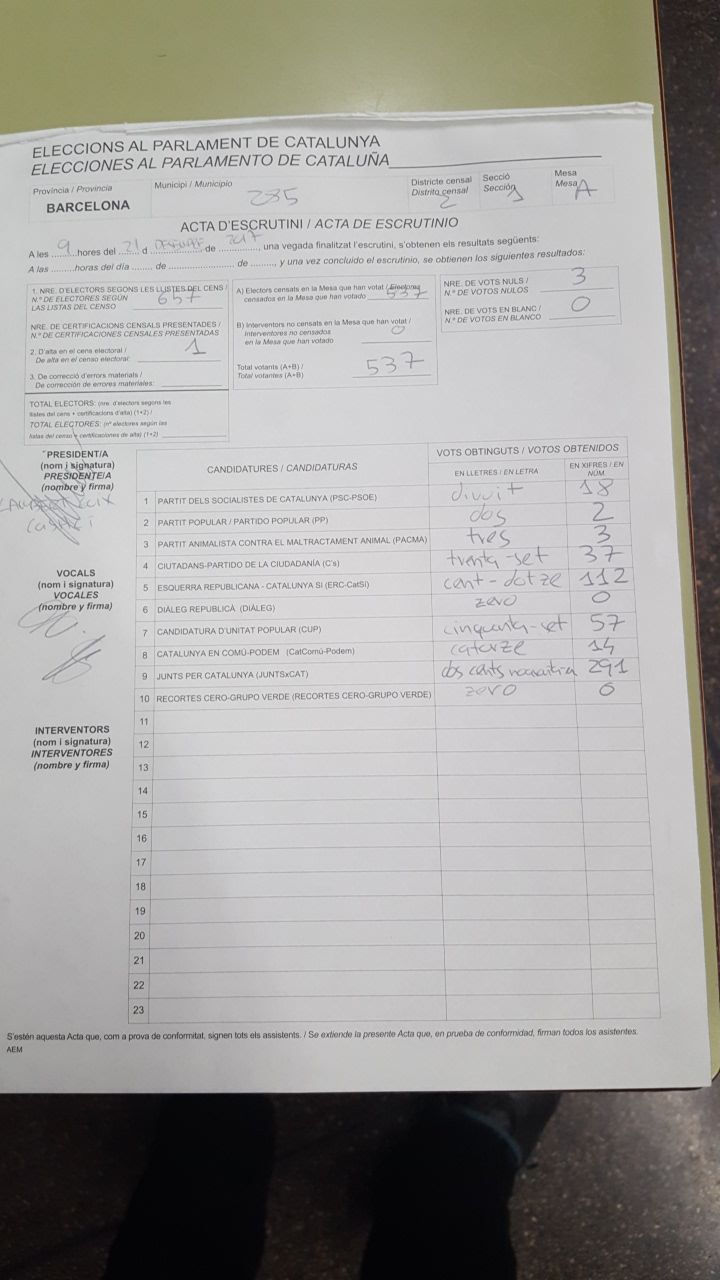 ELECCIONS AL PARLAMENT DE CATALUNYA
ELECCIONES AL PARLAMENTO DE CATALUÑA
Provincia / Provincia
BARCELONA
Municipi / Municipio
285
Districte censal
Distrito censal
2
Secció
Sección
1
Mesa
Mesa
A
ACTA D'ESCRUTINI / ACTA DE ESCRUTINIO
A les 9 hores del 21 d de 2017, una vegada finalitzat l'escrutini, s'obtenen els resultats següents:
A las ........horas del día ....... de ..................... de ........, y una vez concluido el escrutinio, se obtienen los siguientes resultados:
1. NRE. D'ELECTORS SEGONS LES LLISTES DEL CENS /
N.º DE ELECTORES SEGÚN
LAS LISTAS DEL CENSO
657
NRE. DE CERTIFICACIONS CENSALS PRESENTADES /
N.º DE CERTIFICACIONES CENSALES PRESENTADAS
2. D'alta en el cens electoral /
De alta en el censo electoral:
1
3. De correcció d'errors materials /
De corrección de errores materiales:
TOTAL ELECTORS: (nre. d'electors segons les
llistes del cens + certificacions d'alta) (1+2) /
TOTAL ELECTORES: (nº electores según las
listas del censo + certificaciones de alta) (1+2)
A) Electors censats en la Mesa que han votat / Electores
censados en la Mesa que han votado 537
B) Interventors no censats en la Mesa que han votat /
Interventores no censados
en la Mesa que han votado
0
Total votants (A+B) /
Total votantes (A+B)
537
NRE. DE VOTS NULS /
N.º DE VOTOS NULOS
3
NRE. DE VOTS EN BLANC /
N.º DE VOTOS EN BLANCO
0
PRESIDENT/A
(nom i signatura)
PRESIDENTE/A
(nombre y firma)
VOCALS
(nom i signatura)
VOCALES
(nombre y firma)
INTERVENTORS
(nom i signatura)
INTERVENTORES
(nombre y firma)
CANDIDATURES / CANDIDATURAS
VOTS OBTINGUTS / VOTOS OBTENIDOS
EN LLETRES / EN LETRA
EN XIFRES / EN NÚM.
1 PARTIT DELS SOCIALISTES DE CATALUNYA (PSC-PSOE) divuit 18
2 PARTIT POPULAR / PARTIDO POPULAR (PP) dos 2
3 PARTIT ANIMALISTA CONTRA EL MALTRACTAMENT ANIMAL (PACMA) tres 3
4 CIUTADANS-PARTIDO DE LA CIUDADANÍA (C's) trenta-set 37
5 ESQUERRA REPUBLICANA - CATALUNYA SI (ERC-CatSI) cent-dotze 112
6 DIÀLEG REPUBLICÀ (DIÀLEG) zero 0
7 CANDIDATURA D'UNITAT POPULAR (CUP) cinquanta-set 57
8 CATALUNYA EN COMÚ-PODEM (CatComú-Podem) catorze 14
9 JUNTS PER CATALUNYA (JUNTSxCAT) dos cents 291
10 RECORTES CERO-GRUPO VERDE (RECORTES CERO-GRUPO VERDE) zero 0
11
12
13
14
15
16
17
18
19
20
21
22
23
S'estén aquesta Acta que, com a prova de conformitat, signen tots els assistents. / Se extiende la presente Acta que, en prueba de conformidad, firman todos los asistentes.
AEM